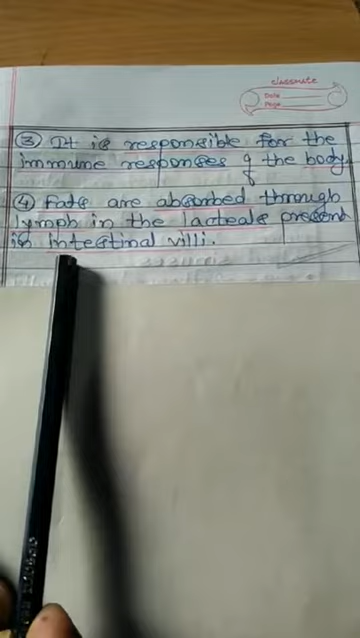 classmate
Date
Page
③ It is responsible for the
immune responses of the body.
④ Fats are absorbed through
lymph in the lacteals present
in intestinal villi.